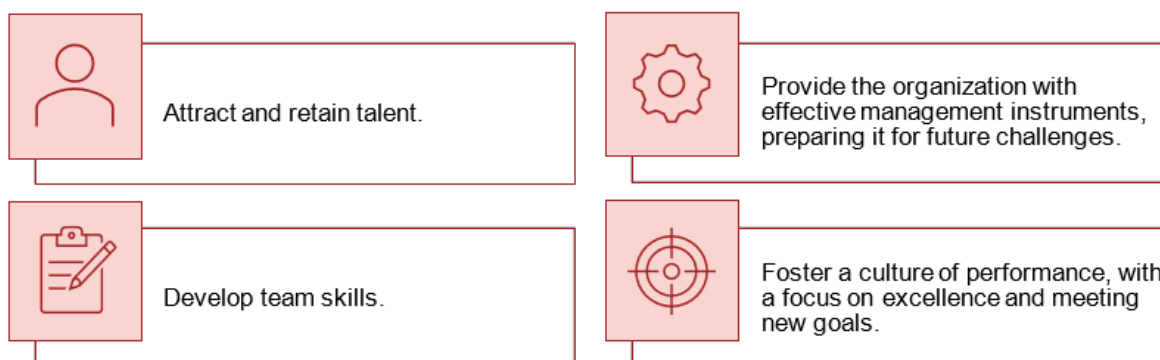 Attract and retain talent.
Provide the organization with
effective management instruments,
preparing it for future challenges.
Develop team skills.
Foster a culture of performance, with
a focus on excellence and meeting
new goals.